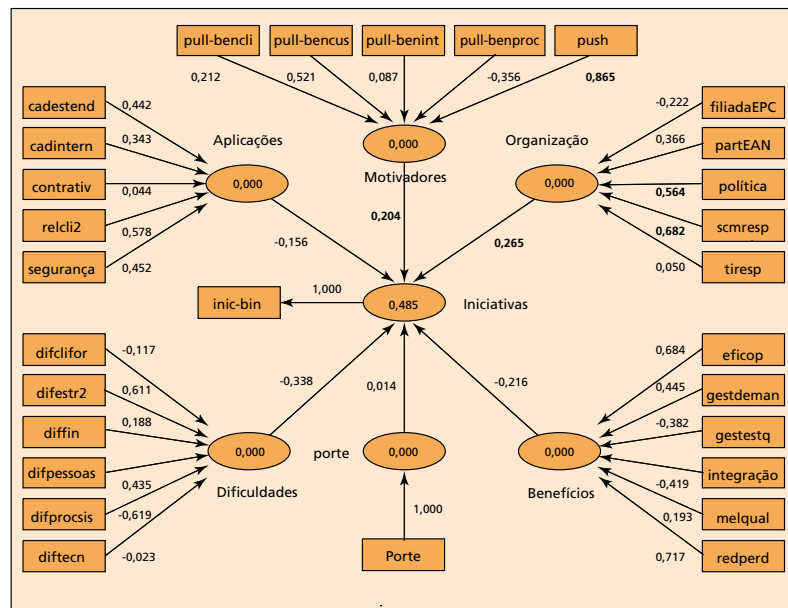 pull-bencli
pull-bencus
pull-benint
pull-benproc
push
0,212
0,521
0,087
-0,356
0,865
cadestend
cadintern
contrativ
relcli2
segurança
0,442
0,343
0,044
0,578
0,452
Aplicações
0,000
0,000
Motivadores
Organização
0,000
-0,222
0,366
0,564
0,682
0,050
filiadaEPC
partEAN
política
scmresp
tiresp
-0,156
0,204
0,265
inic-bin
1,000
0,485
Iniciativas
difclifor
difestr2
diffin
difpessoas
difprocsis
diftecn
-0,117
0,611
0,188
0,435
-0,619
-0,023
0,000
Dificuldades
-0,338
0,014
-0,216
porte
0,000
1,000
Porte
0,000
Benefícios
0,684
0,445
-0,382
-0,419
0,193
0,717
eficop
gestdeman
gestestq
integração
melqual
redperd